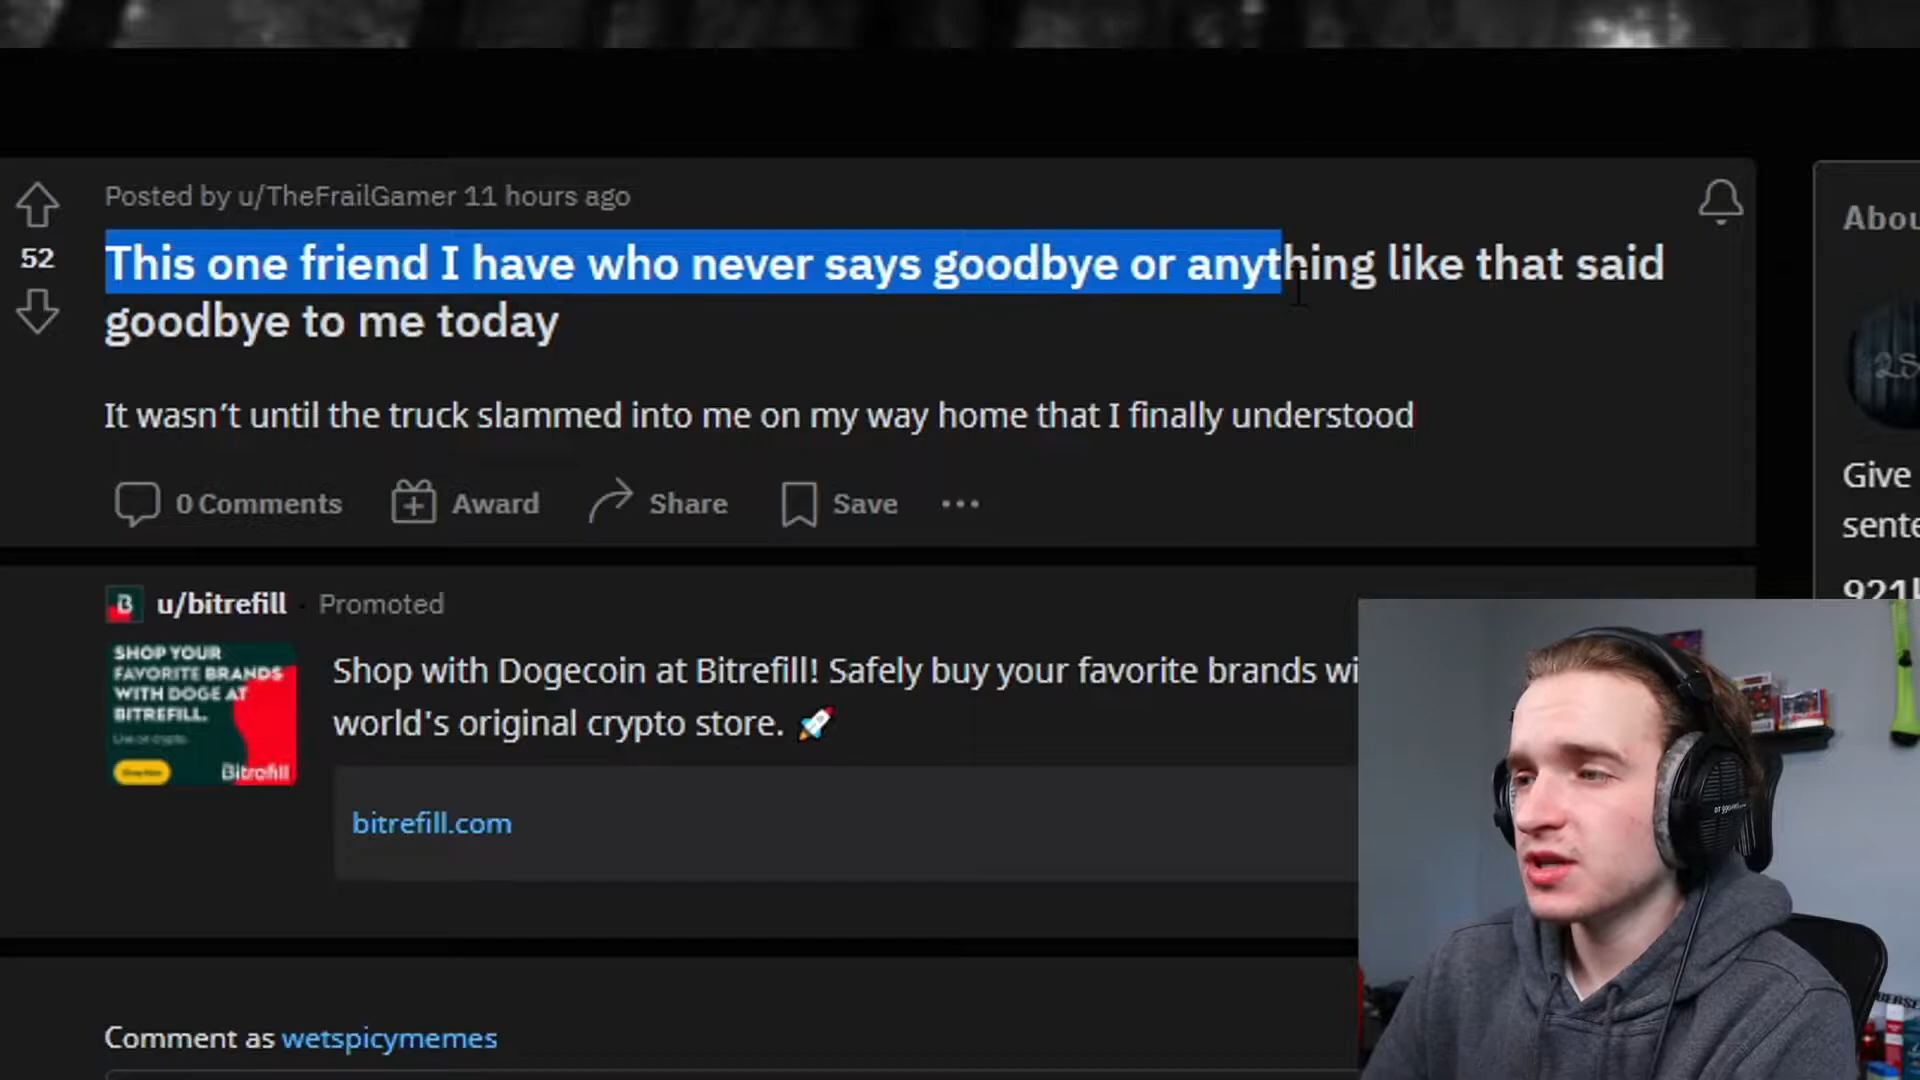 Posted by u/TheFrailGamer 11 hours ago
This one friend I have who never says goodbye or anything like that said
goodbye to me today
52
It wasn’t until the truck slammed into me on my way home that I finally understood
0 Comments
Award
Share
Save
u/bitrefill
Promoted
SHOP YOUR
FAVORITE BRANDS
WITH DOGE AT
BITREFILL.
Bitrefill
Shop with Dogecoin at Bitrefill! Safely buy your favorite brands wi
world's original crypto store. 🚀
bitrefill.com
Comment as wetspicymemes
Abou
Give
sente